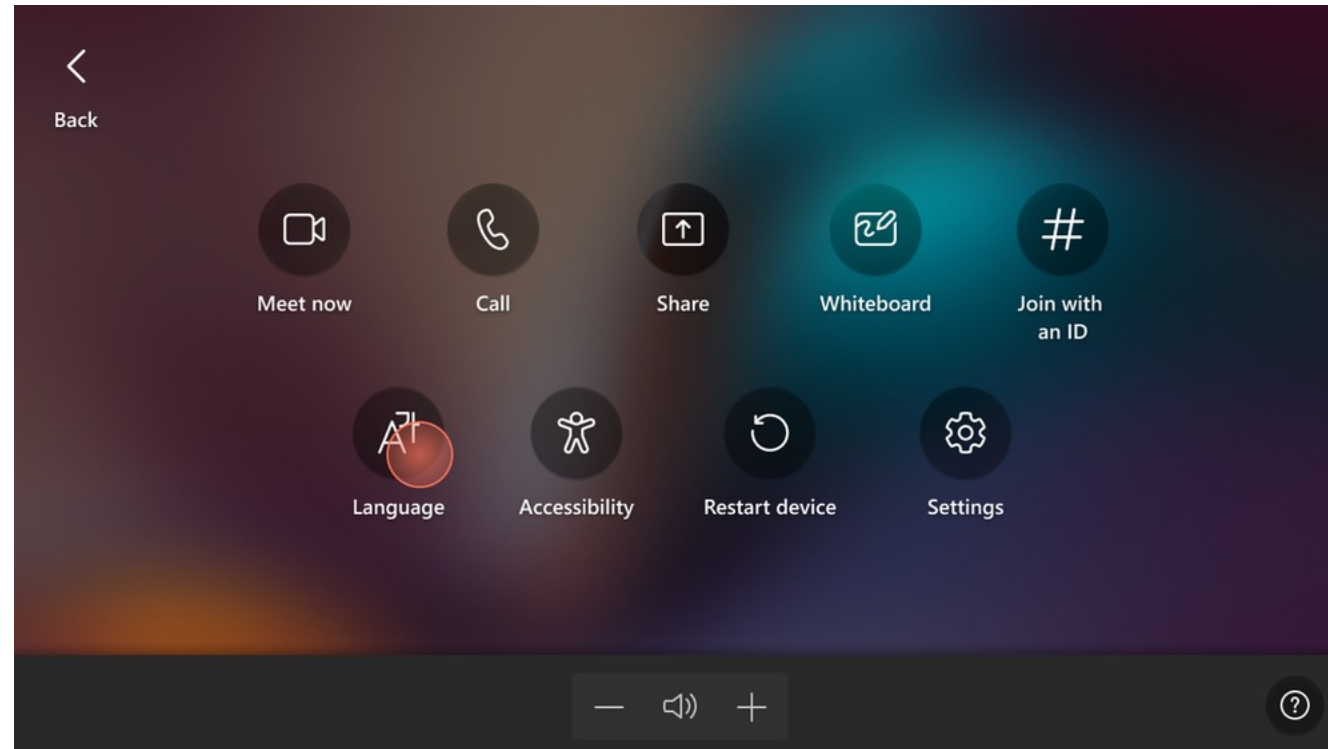 Back
Meet now
Call
Share
Whiteboard
Join with
an ID
Language
Accessibility
Restart device
Settings